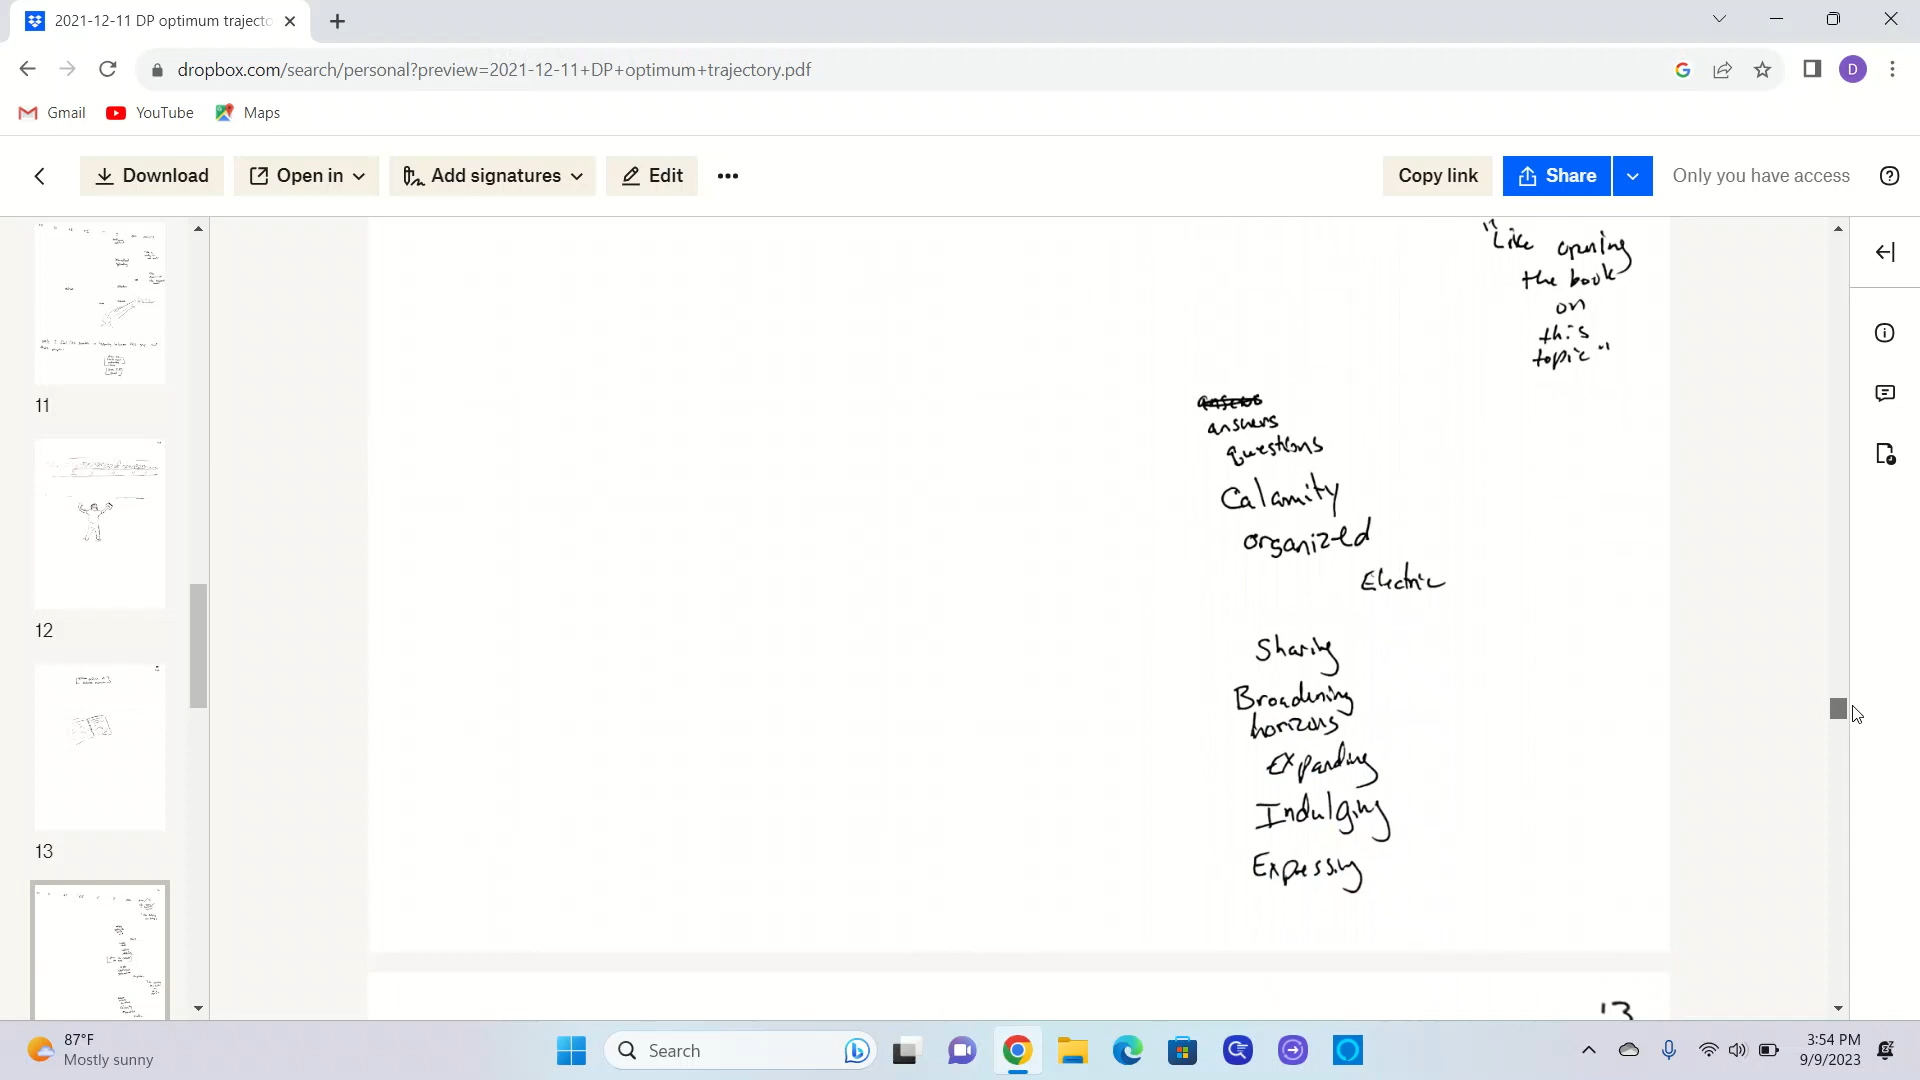 2021-12-11 DP optimum trajecto
dropbox.com/search/personal?preview=2021-12-11+DP+optimum+trajectory.pdf
D
Gmail YouTube Maps
Download Open in Add signatures Edit Copy link Share Only you have access
"Like opening
the book
on
this
topic"
answers
questions
Calamity
organized
Electric
Sharing
Broadening
horizons
Expanding
Indulging
Expressing
13
11
12
13
87°F
Mostly sunny
Search
3:54 PM
9/9/2023